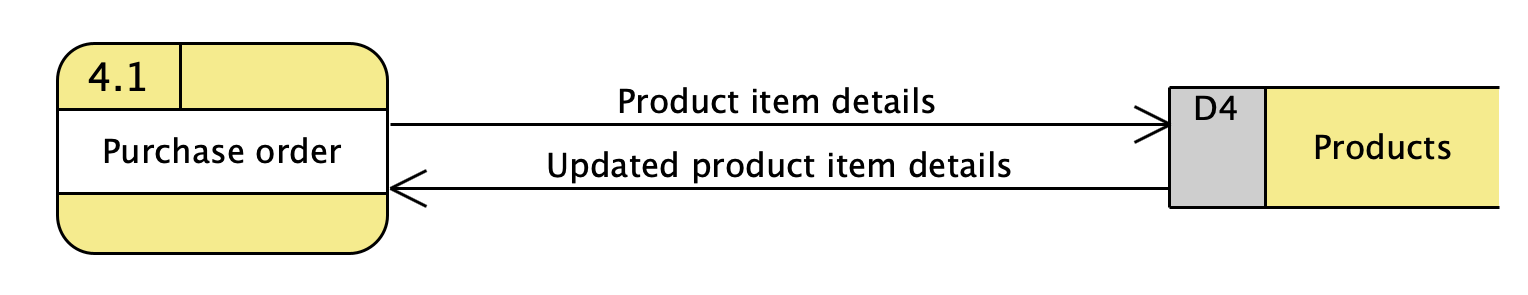 4.1
Purchase order
Product item details
Updated product item details
D4
Products